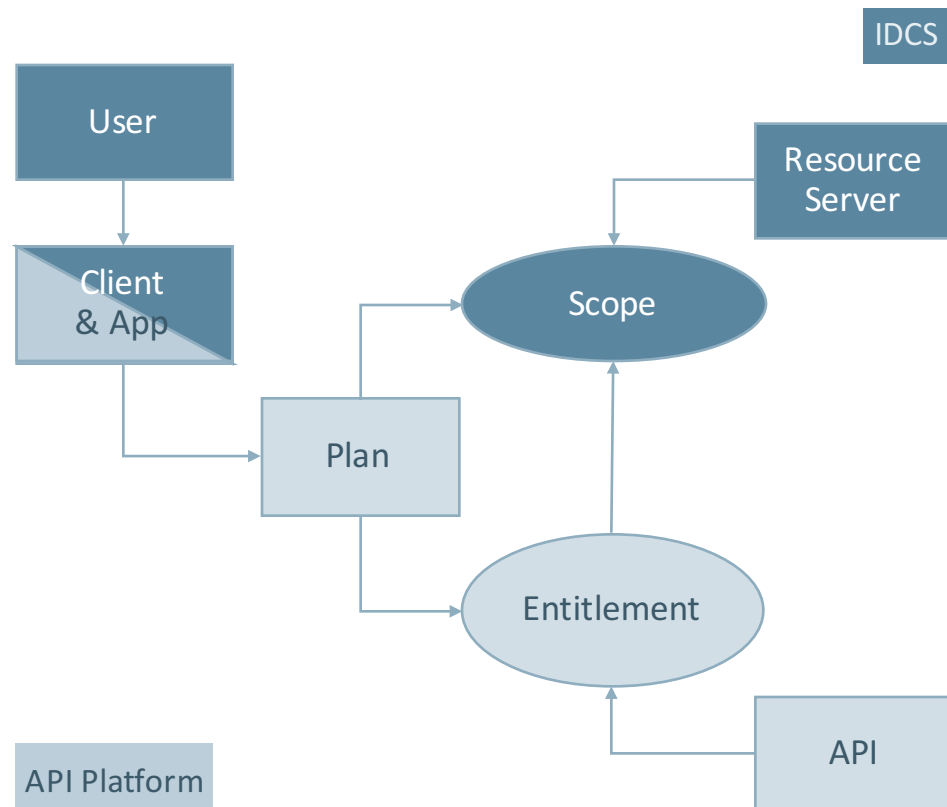 IDCS
User
Resource
Server
Client
& App
Scope
Plan
Entitlement
API
API Platform